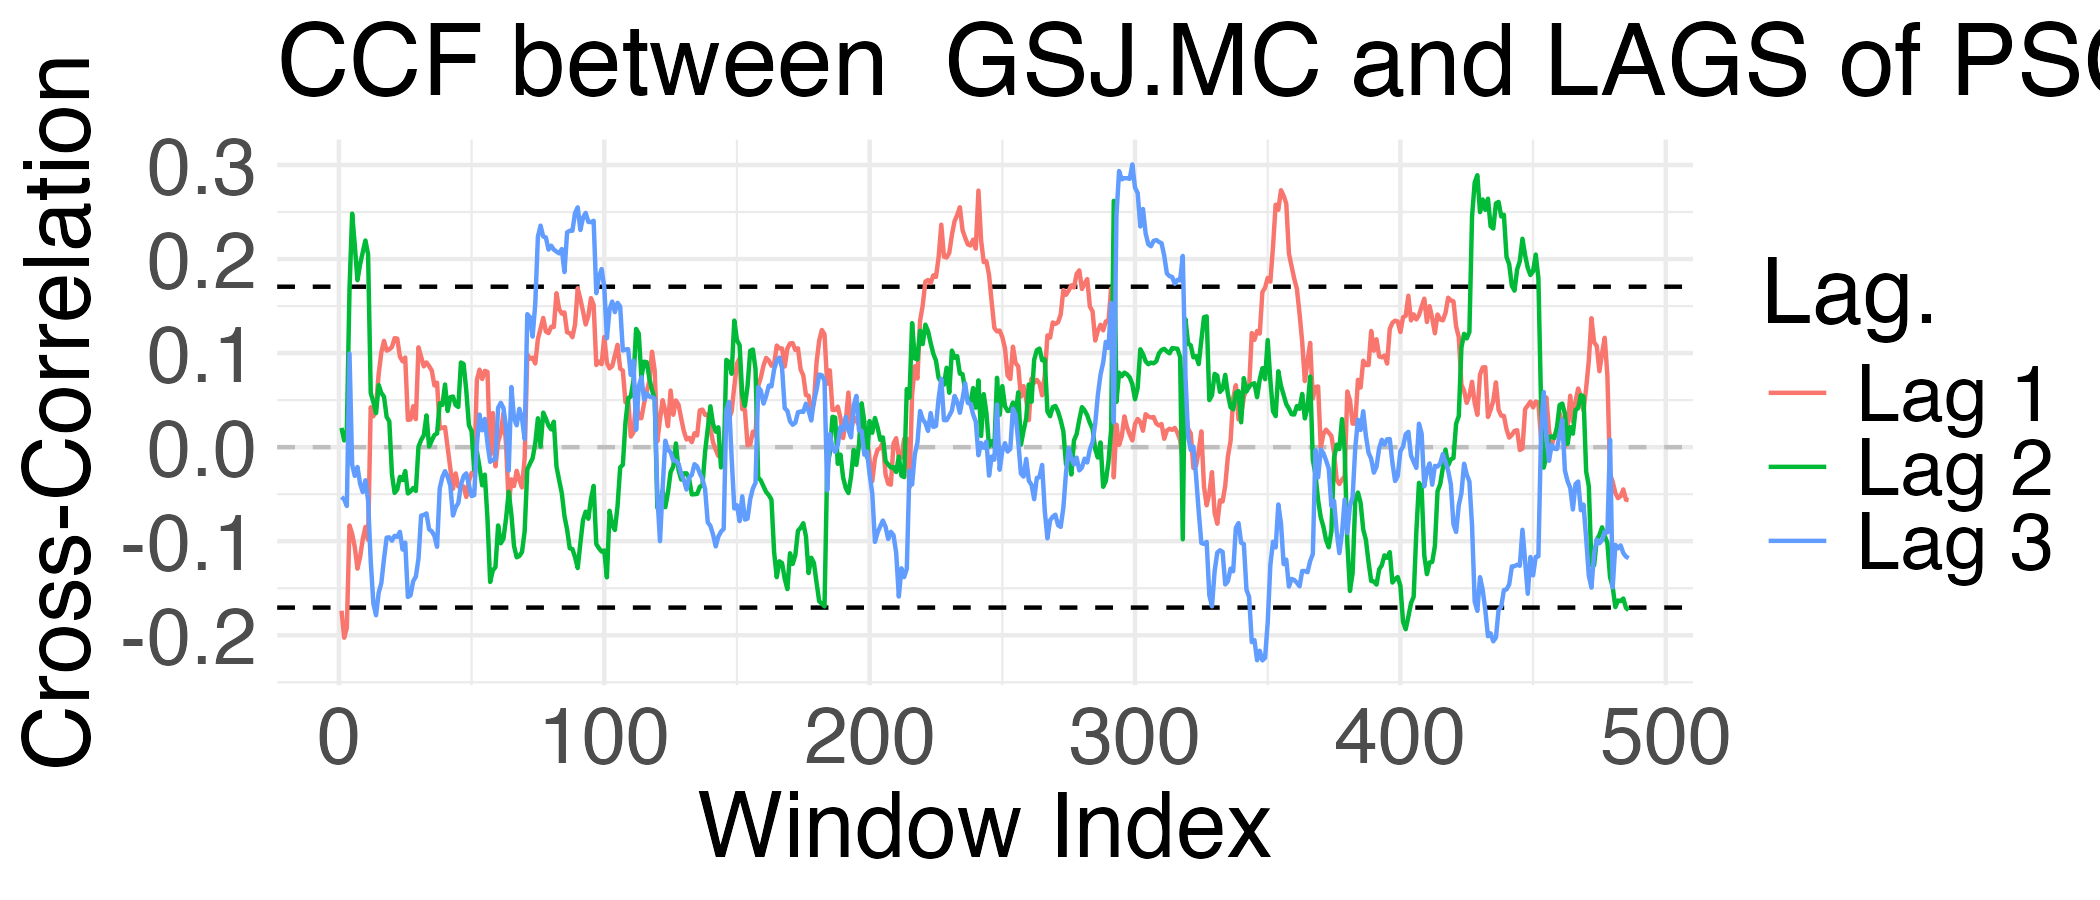 CCF between GSJ.MC and LAGS of PS
Cross-Correlation
0.3
0.2
0.1
0.0
-0.1
-0.2
0 100 200 300 400 500
Window Index
Lag.
Lag 1
Lag 2
Lag 3